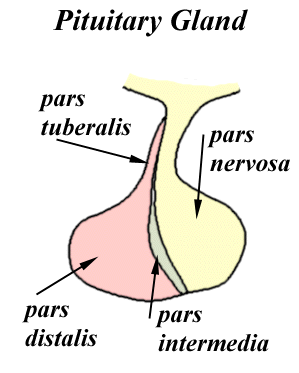 Pituitary Gland
pars
tuberalis
pars
nervosa
pars
distalis
pars
intermedia